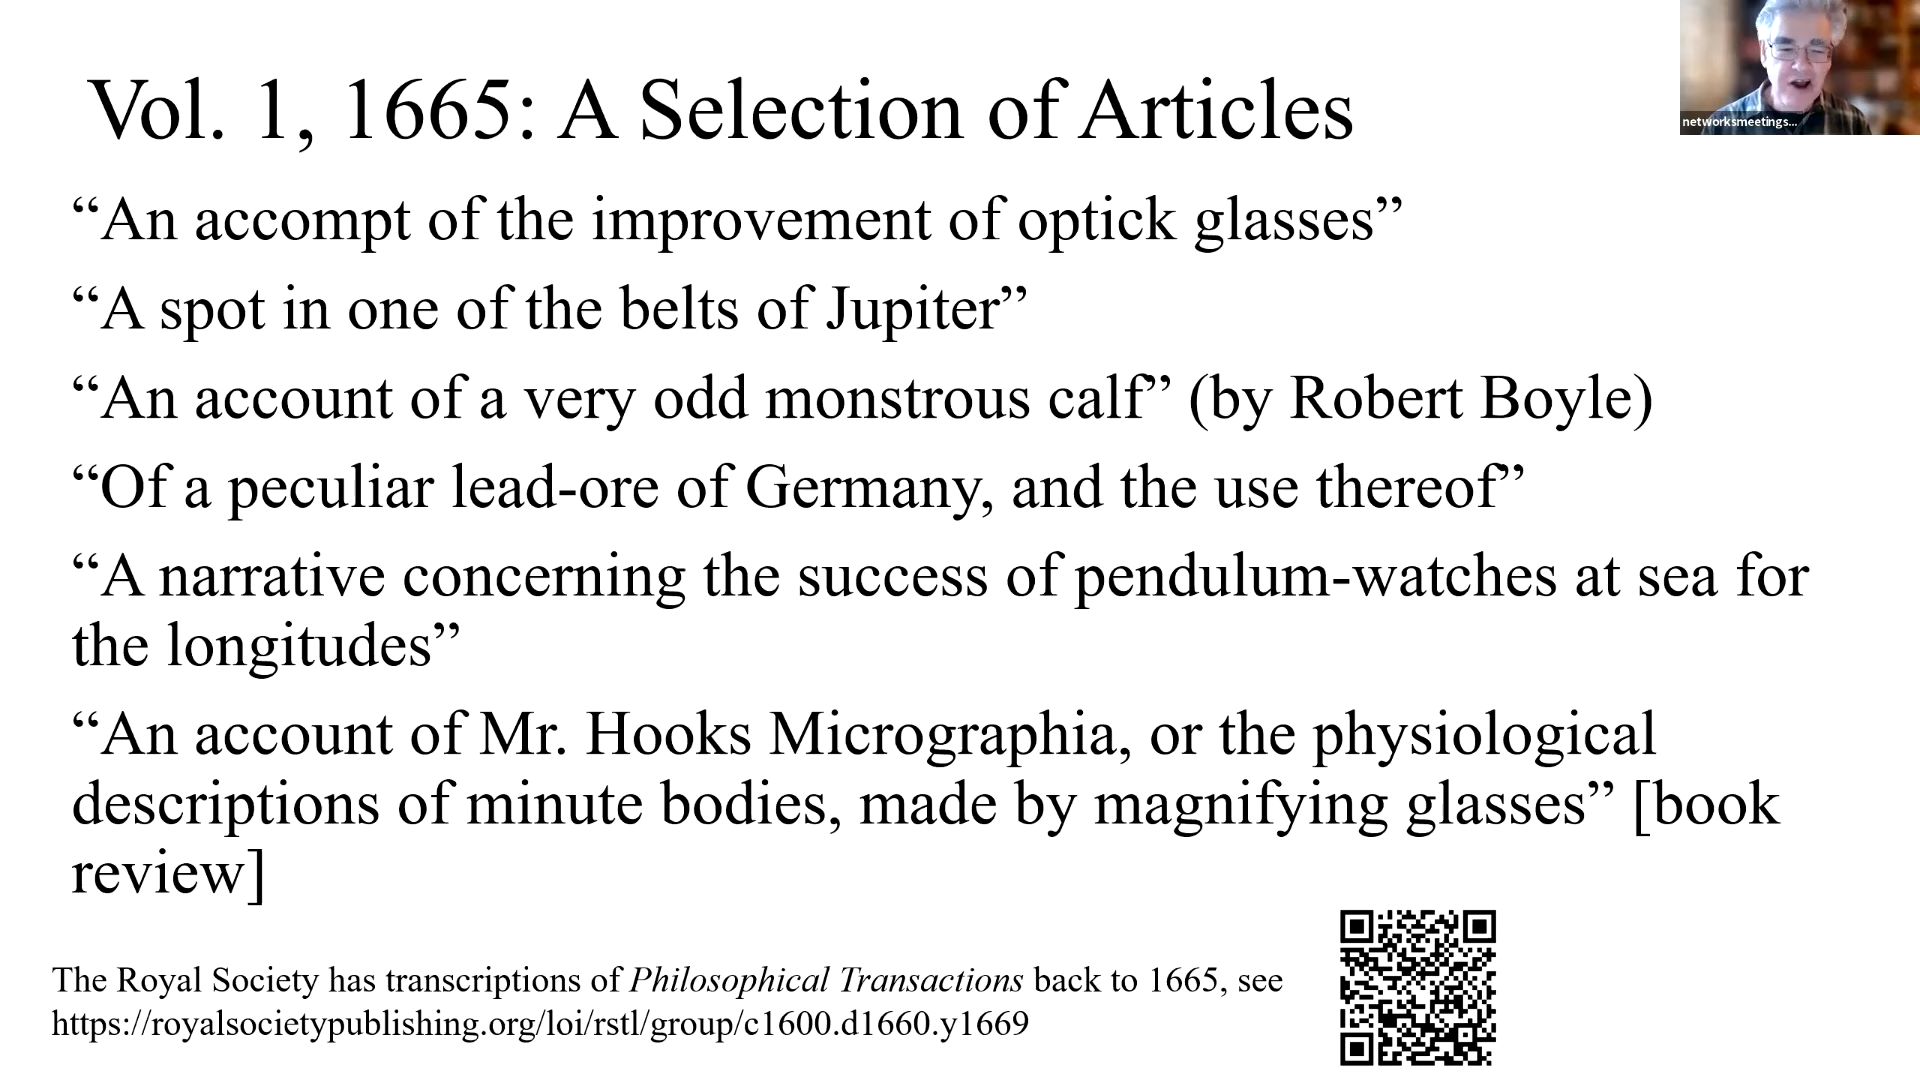 Vol. 1, 1665: A Selection of Articles
networksmeetings...
“An accompt of the improvement of optick glasses”
“A spot in one of the belts of Jupiter”
“An account of a very odd monstrous calf” (by Robert Boyle)
“Of a peculiar lead-ore of Germany, and the use thereof”
“A narrative concerning the success of pendulum-watches at sea for
the longitudes”
“An account of Mr. Hooks Micrographia, or the physiological
descriptions of minute bodies, made by magnifying glasses” [book
review]
The Royal Society has transcriptions of Philosophical Transactions back to 1665, see
https://royalsocietypublishing.org/loi/rstl/group/c1600.d1660.y1669